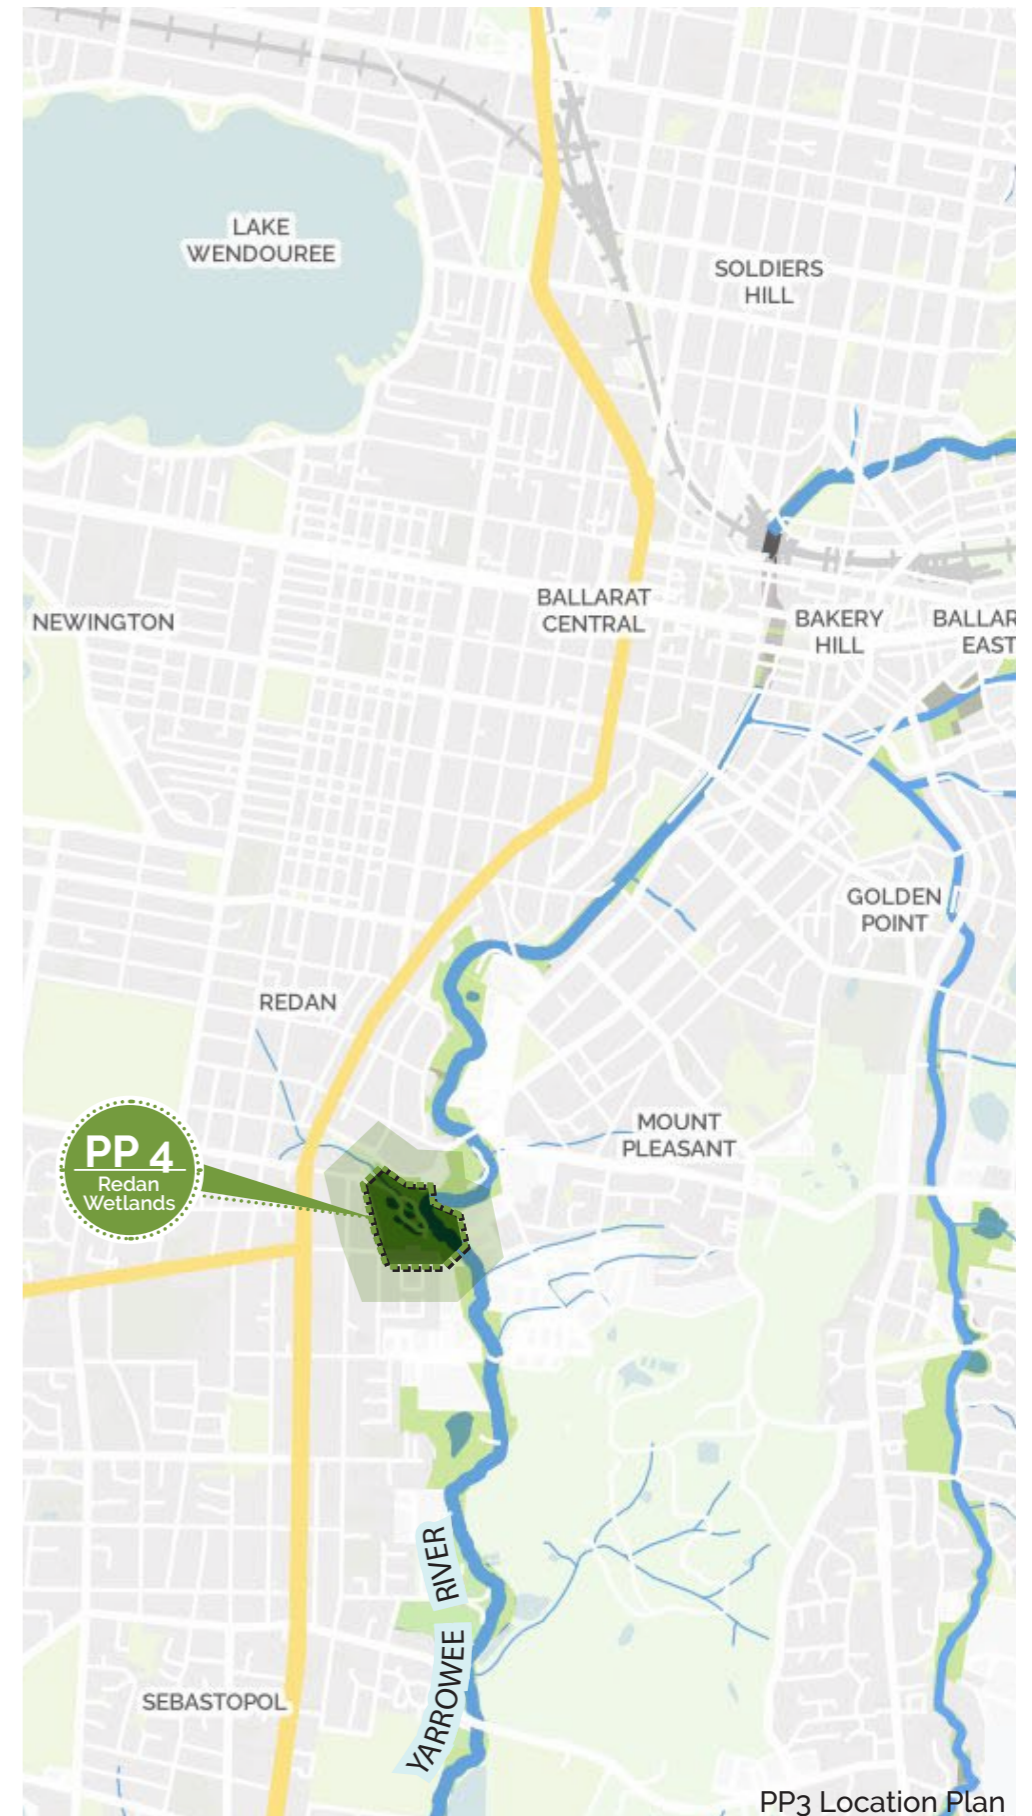 LAKE
WENDOUREE
SOLDIERS
HILL
BALLARAT
CENTRAL
NEWINGTON
BAKERY
HILL
BALLAR
EAST
GOLDEN
POINT
REDAN
MOUNT
PLEASANT
PP 4
Redan
Wetlands
YARROWEE RIVER
SEBASTOPOL
PP3 Location Plan